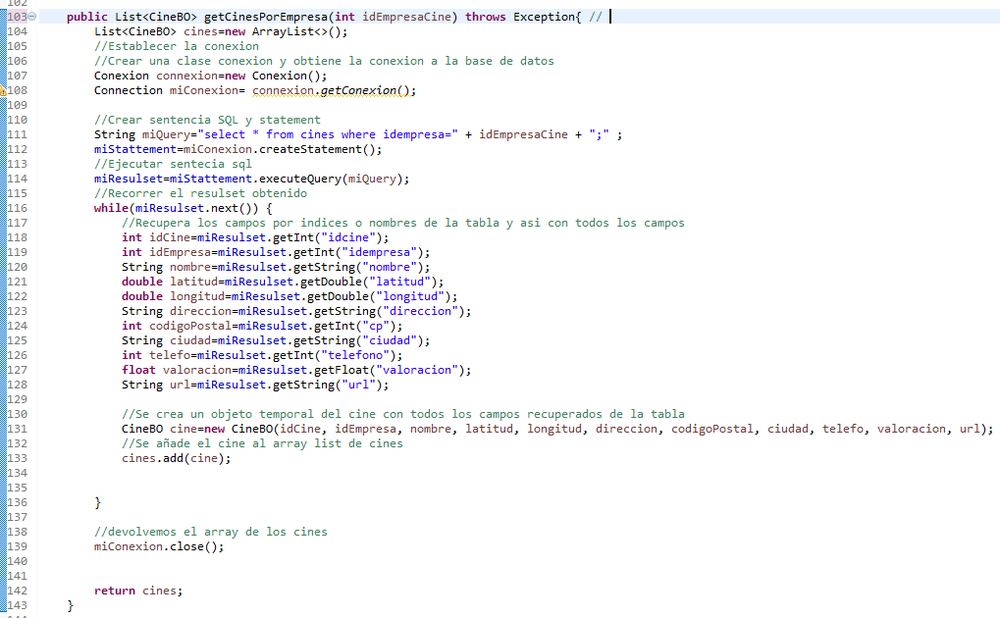 102
103 public List<CineBO> getCinesPorEmpresa(int idEmpresaCine) throws Exception{ //
104 List<CineBO> cines=new ArrayList<>();
105 //Establecer la conexion
106 //Crear una clase conexion y obtiene la conexion a la base de datos
107 Conexion connexion=new Conexion();
108 Connection miConexion= connexion.getConexion();
109
110 //Crear sentencia SQL y statement
111 String miQuery="select * from cines where idempresa=" + idEmpresaCine + ";" ;
112 miStattement=miConexion.createStatement();
113 //Ejecutar sentecia sql
114 miResulset=miStattement.executeQuery(miQuery);
115 //Recorrer el resulset obtenido
116 while(miResulset.next()) {
117 //Recupera los campos por indices o nombres de la tabla y asi con todos los campos
118 int idCine=miResulset.getInt("idcine");
119 int idEmpresa=miResulset.getInt("idempresa");
120 String nombre=miResulset.getString("nombre");
121 double latitud=miResulset.getDouble("latitud");
122 double longitud=miResulset.getDouble("longitud");
123 String direccion=miResulset.getString("direccion");
124 int codigoPostal=miResulset.getInt("cp");
125 String ciudad=miResulset.getString("ciudad");
126 int telefo=miResulset.getInt("telefono");
127 float valoracion=miResulset.getFloat("valoracion");
128 String url=miResulset.getString("url");
129
130 //Se crea un objeto temporal del cine con todos los campos recuperados de la tabla
131 CineBO cine=new CineBO(idCine, idEmpresa, nombre, latitud, longitud, direccion, codigoPostal, ciudad, telefo, valoracion, url);
132 //Se añade el cine al array list de cines
133 cines.add(cine);
134
135
136 }
137
138 //devolvemos el array de los cines
139 miConexion.close();
140
141
142 return cines;
143 }